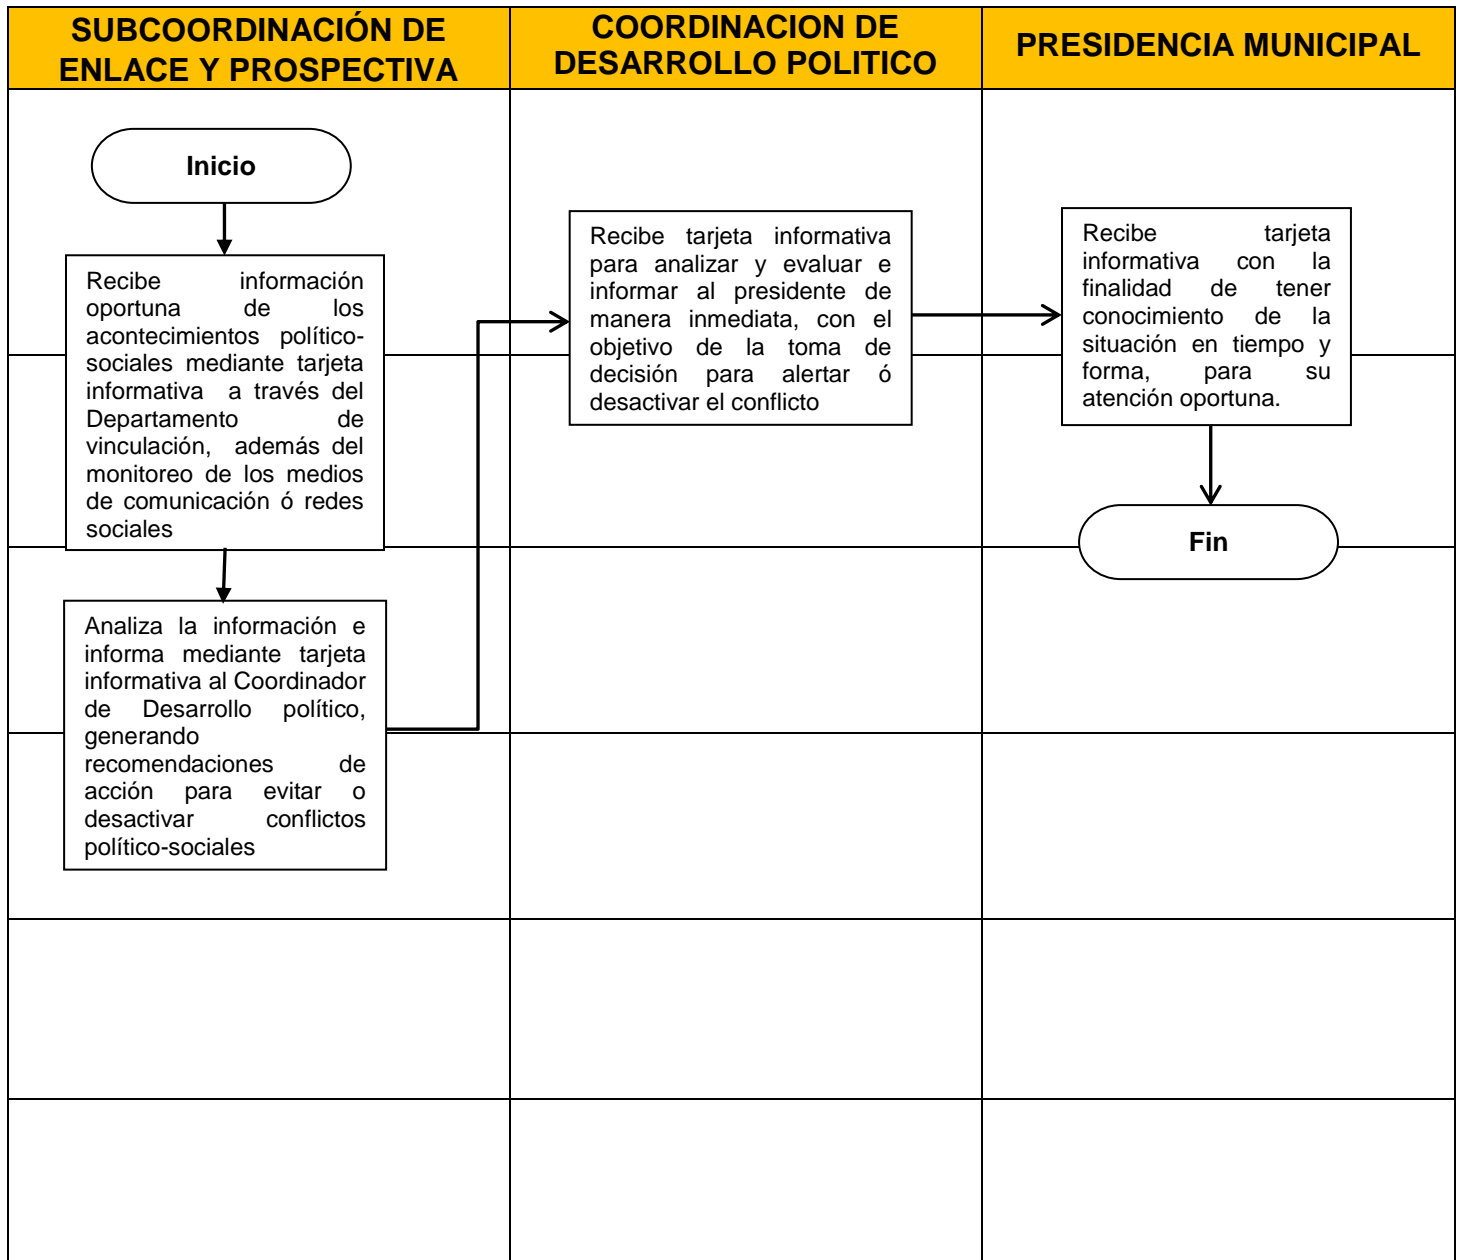 SUBCOORDINACIÓN DE
ENLACE Y PROSPECTIVA
COORDINACION DE
DESARROLLO POLITICO
PRESIDENCIA MUNICIPAL
Inicio
Recibe información
oportuna de los
acontecimientos político-
sociales mediante tarjeta
informativa a través del
Departamento de
vinculación, además del
monitoreo de los medios
de comunicación ó redes
sociales
Analiza la información e
informa mediante tarjeta
informativa al Coordinador
de Desarrollo político,
generando
recomendaciones de
acción para evitar o
desactivar conflictos
político-sociales
Recibe tarjeta informativa
para analizar y evaluar e
informar al presidente de
manera inmediata, con el
objetivo de la toma de
decisión para alertar ó
desactivar el conflicto
Recibe tarjeta
informativa con la
finalidad de tener
conocimiento de la
situación en tiempo y
forma, para su
atención oportuna.
Fin